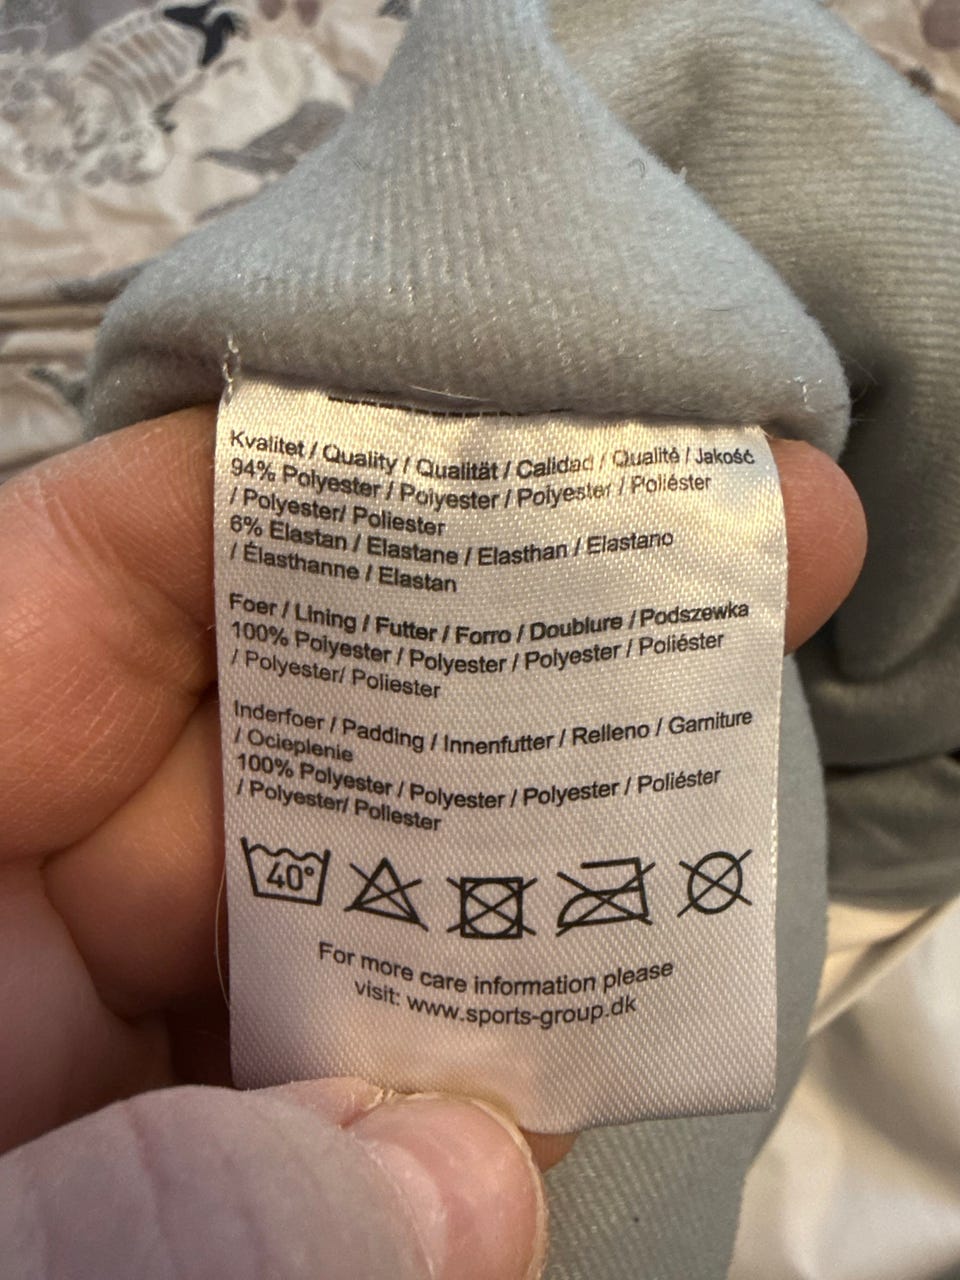 Kvalitet / Quality / Qualität / Calidad / Qualité / Jakość
94% Polyester / Polyester / Polyester / Poliéster
/ Polyester/ Poliester
6% Elastan / Elastane / Elasthan / Elastano
/ Élasthanne / Elastan
Foer / Lining / Futter / Forro / Doublure / Podszewka
100% Polyester / Polyester / Polyester / Poliéster
/ Polyester/ Poliester
Inderfoer / Padding / Innenfutter / Relleno / Garniture
/ Ocieplenie
100% Polyester / Polyester / Polyester / Poliéster
/ Polyester/ Poliester
40°
For more care information please
visit: www.sports-group.dk